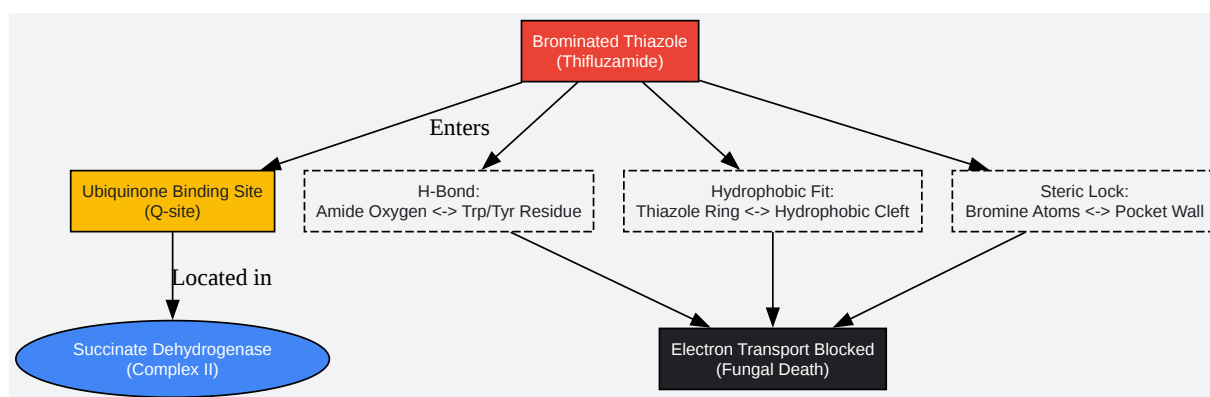 Brominated Thiazole
(Thifluzamide)
Enters
Ubiquinone Binding Site
(Q-site)
H-Bond:
Amide Oxygen <-> Trp/Tyr Residue
Hydrophobic Fit:
Thiazole Ring <-> Hydrophobic Cleft
Steric Lock:
Bromine Atoms <-> Pocket Wall
Located in
Succinate Dehydrogenase
(Complex II)
Electron Transport Blocked
(Fungal Death)